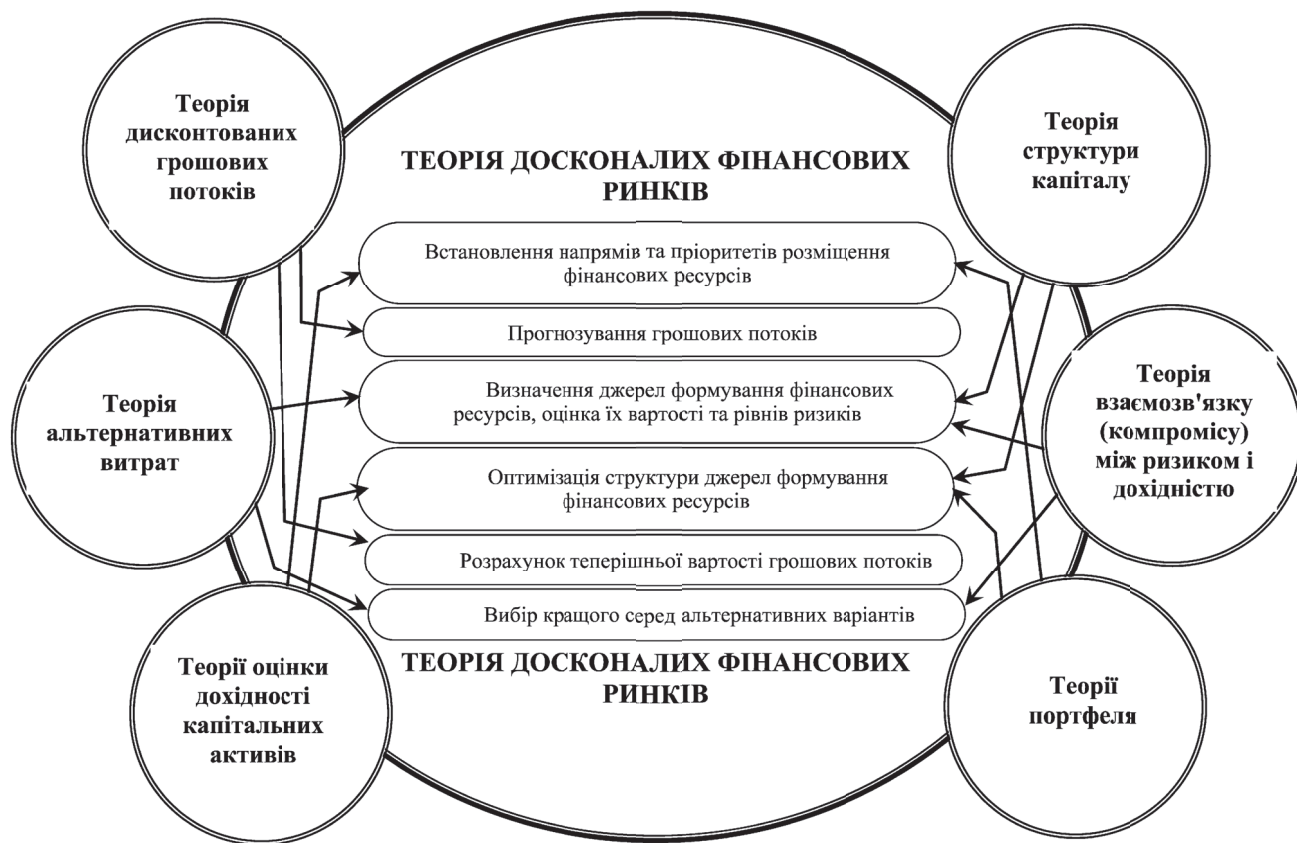 Теорія
дисконтованих
грошових
потоків
Теорія
структури
капіталу
ТЕОРІЯ ДОСКОНАЛИХ ФІНАНСОВИХ
РИНКІВ
Встановлення напрямів та пріоритетів розміщення
фінансових ресурсів
Прогнозування грошових потоків
Визначення джерел формування фінансових
ресурсів, оцінка їх вартості та рівнів ризиків
Оптимізація структури джерел формування
фінансових ресурсів
Розрахунок теперішньої вартості грошових потоків
Вибір кращого серед альтернативних варіантів
ТЕОРІЯ ДОСКОНАЛИХ ФІНАНСОВИХ
РИНКІВ
Теорія
альтернативних
витрат
Теорія
взаємозв'язку
(компромісу)
між ризиком і
дохідністю
Теорії оцінки
дохідності
капітальних
активів
Теорії
портфеля